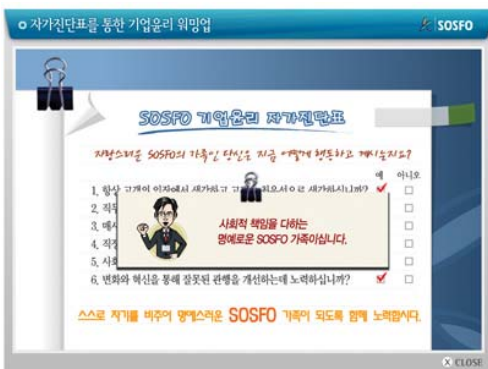 자가진단표를 통한 기업윤리 워밍업
SOSFO
SOSFO 기업윤리 자가진단표
자랑스러운 SOSFO의 가족인 당신은 지금 어떻게 행동하고 계시는지요?
예 아니오
1. 항상 고객의 입장에서 생각하고 생각하십니까?
2. 직무
3.
4. 직장
5. 사회
사회적 책임을 다하는
명예로운 SOSFO 가족이십니다.
6. 변화와 혁신을 통해 잘못된 관행을 개선하는데 노력하십니까?
스스로 자기를 비추어 명예스러운 SOSFO 가족이 되도록 함께 노력합시다.
CLOSE